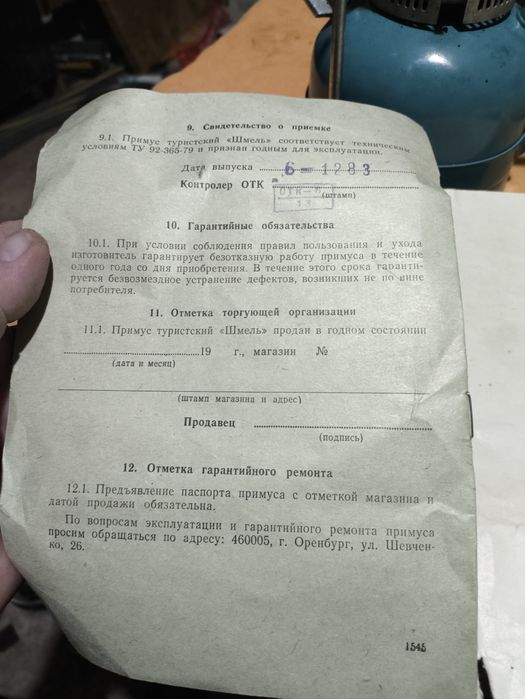 9. Свидетельство о приемке
9.1. Примус туристский «Шмель» соответствует техническим
условиям ТУ 92-365-79 и признан годным для эксплуатации.
Дата выпуска 6 — 1283
Контролер ОТК
ОТК—
13
(штамп)
10. Гарантийные обязательства
10.1. При условии соблюдения правил пользования и ухода
изготовитель гарантирует безотказную работу примуса в течение
одного года со дня приобретения. В течение этого срока гаранти-
руется безвозмездное устранение дефектов, возникших не по вине
потребителя.
11. Отметка торгующей организации
11.1. Примус туристский «Шмель» продан в годном состоянии
19 г., магазин №
(дата и месяц)
(штамп магазина и адрес)
Продавец
(подпись)
12. Отметка гарантийного ремонта
12.1. Предъявление паспорта примуса с отметкой магазина и
датой продажи обязательна.
По вопросам эксплуатации и гарантийного ремонта примуса
просим обращаться по адресу: 460005, г. Оренбург, ул. Шевчен-
ко, 26.
1545